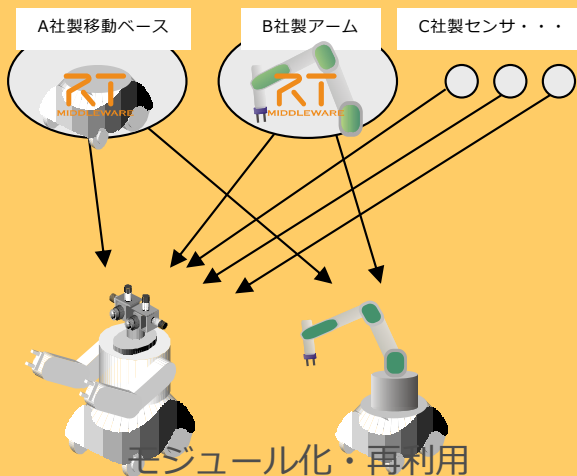 A社製移動ベース
B社製アーム
C社製センサ・・・
RT
MIDDLEWARE
RT
MIDDLEWARE
モジュール化・再利用